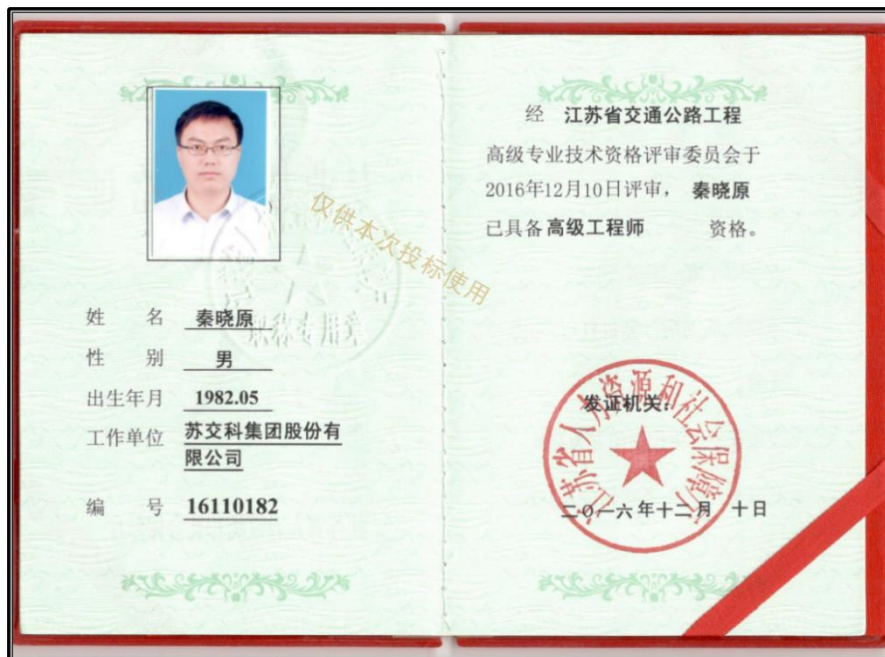 姓 名 秦晓原
性 别 男
出生年月 1982.05
工作单位 苏交科集团股份有
限公司
编 号 16110182
职称专用章
仅供本次投标使用
经 江苏省交通公路工程
高级专业技术资格评审委员会于
2016年12月10日评审， 秦晓原
已具备 高级工程师 资格。
江苏省人力资源和社会保障厅
发证机关：
二〇一六 年十二月 十日